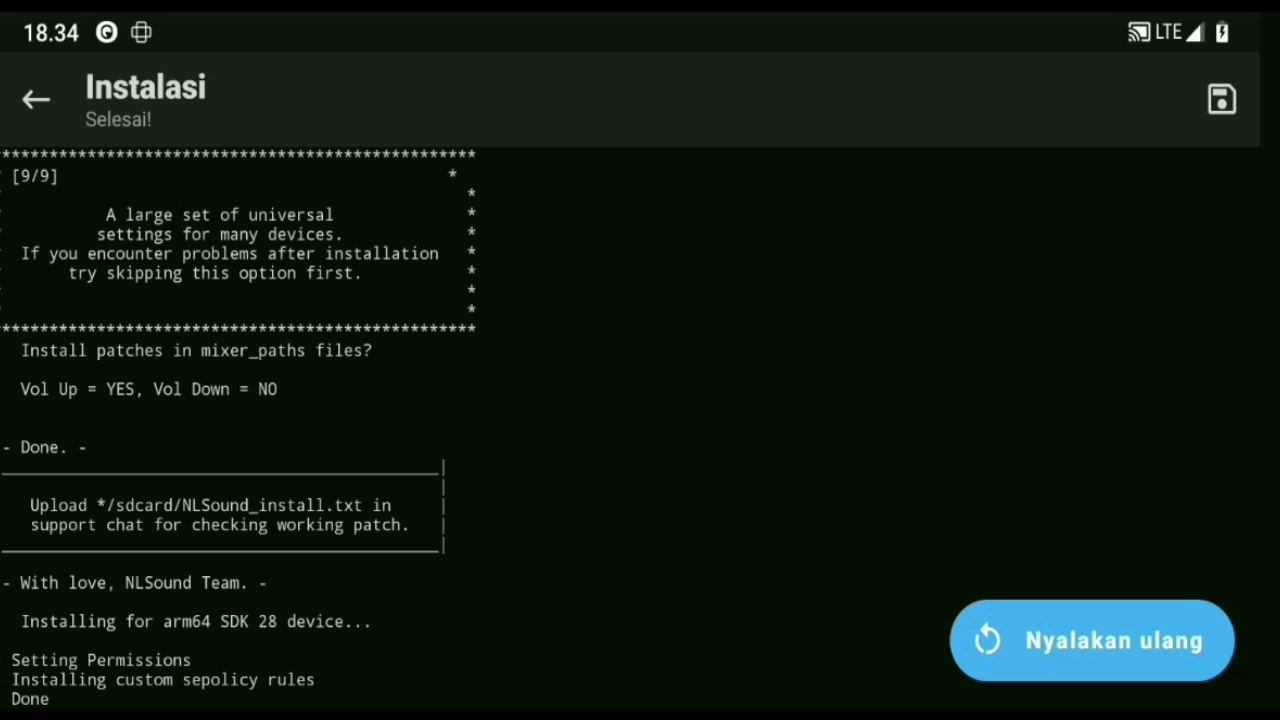 18.34
LTE
Instalasi
Selesai!
**************************************************
[9/9] *
*
A large set of universal *
settings for many devices. *
If you encounter problems after installation *
try skipping this option first. *
*
*
**************************************************
Install patches in mixer_paths files?
Vol Up = YES, Vol Down = NO
- Done. -
Upload */sdcard/NLSound_install.txt in
support chat for checking working patch.
- With love, NLSound Team. -
Installing for arm64 SDK 28 device...
Setting Permissions
Installing custom sepolicy rules
Done
Nyalakan ulang